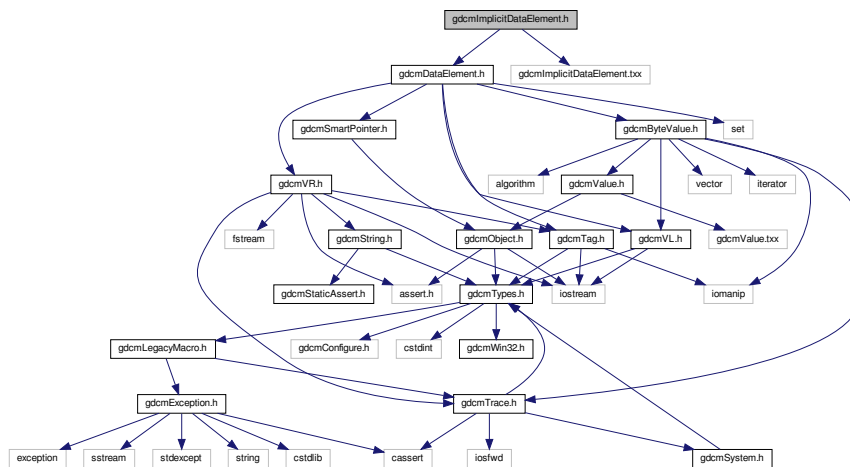 gdcmImplicitDataElement.h
gdcmDataElement.h
gdcmImplicitDataElement.txx
gdcmSmartPointer.h
gdcmByteValue.h
set
gdcmVR.h
algorithm
gdcmValue.h
vector
iterator
fstream
gdcmString.h
gdcmObject.h
gdcmTag.h
gdcmVL.h
gdcmValue.txx
gdcmStaticAssert.h
assert.h
gdcmTypes.h
iostream
iomanip
gdcmLegacyMacro.h
gdcmConfigure.h
cstdint
gdcmWin32.h
gdcmException.h
gdcmTrace.h
exception
sstream
stdexcept
string
cstdlib
cassert
iosfwd
gdcmSystem.h